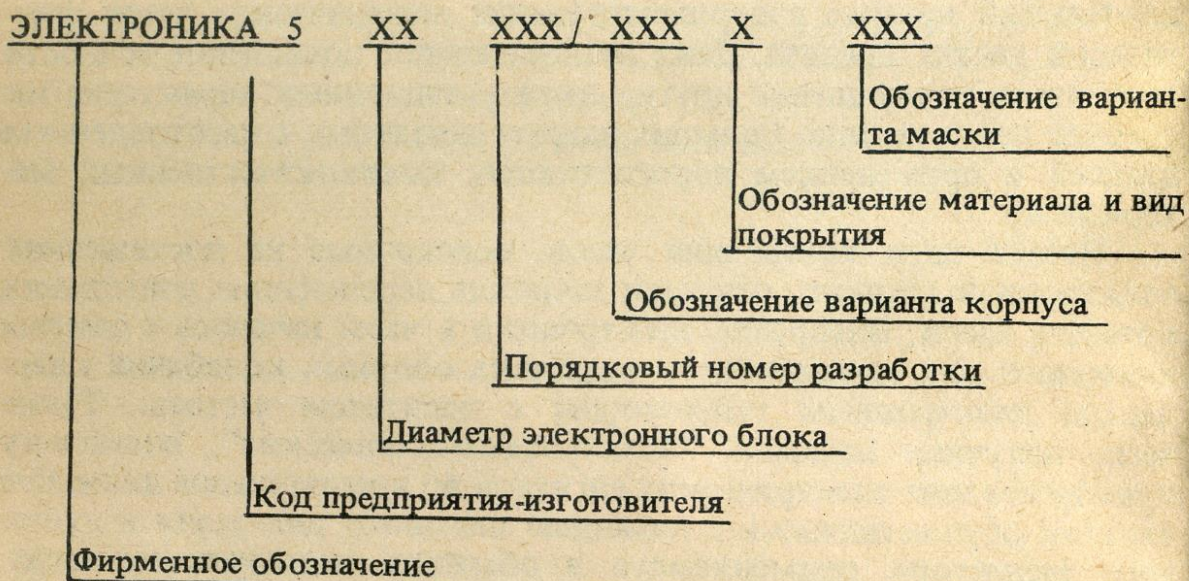 ЭЛЕКТРОНИКА 5 XX XXX/ XXX X XXX
Обозначение вариан-
та маски
Обозначение материала и вид
покрытия
Обозначение варианта корпуса
Порядковый номер разработки
Диаметр электронного блока
Код предприятия-изготовителя
Фирменное обозначение